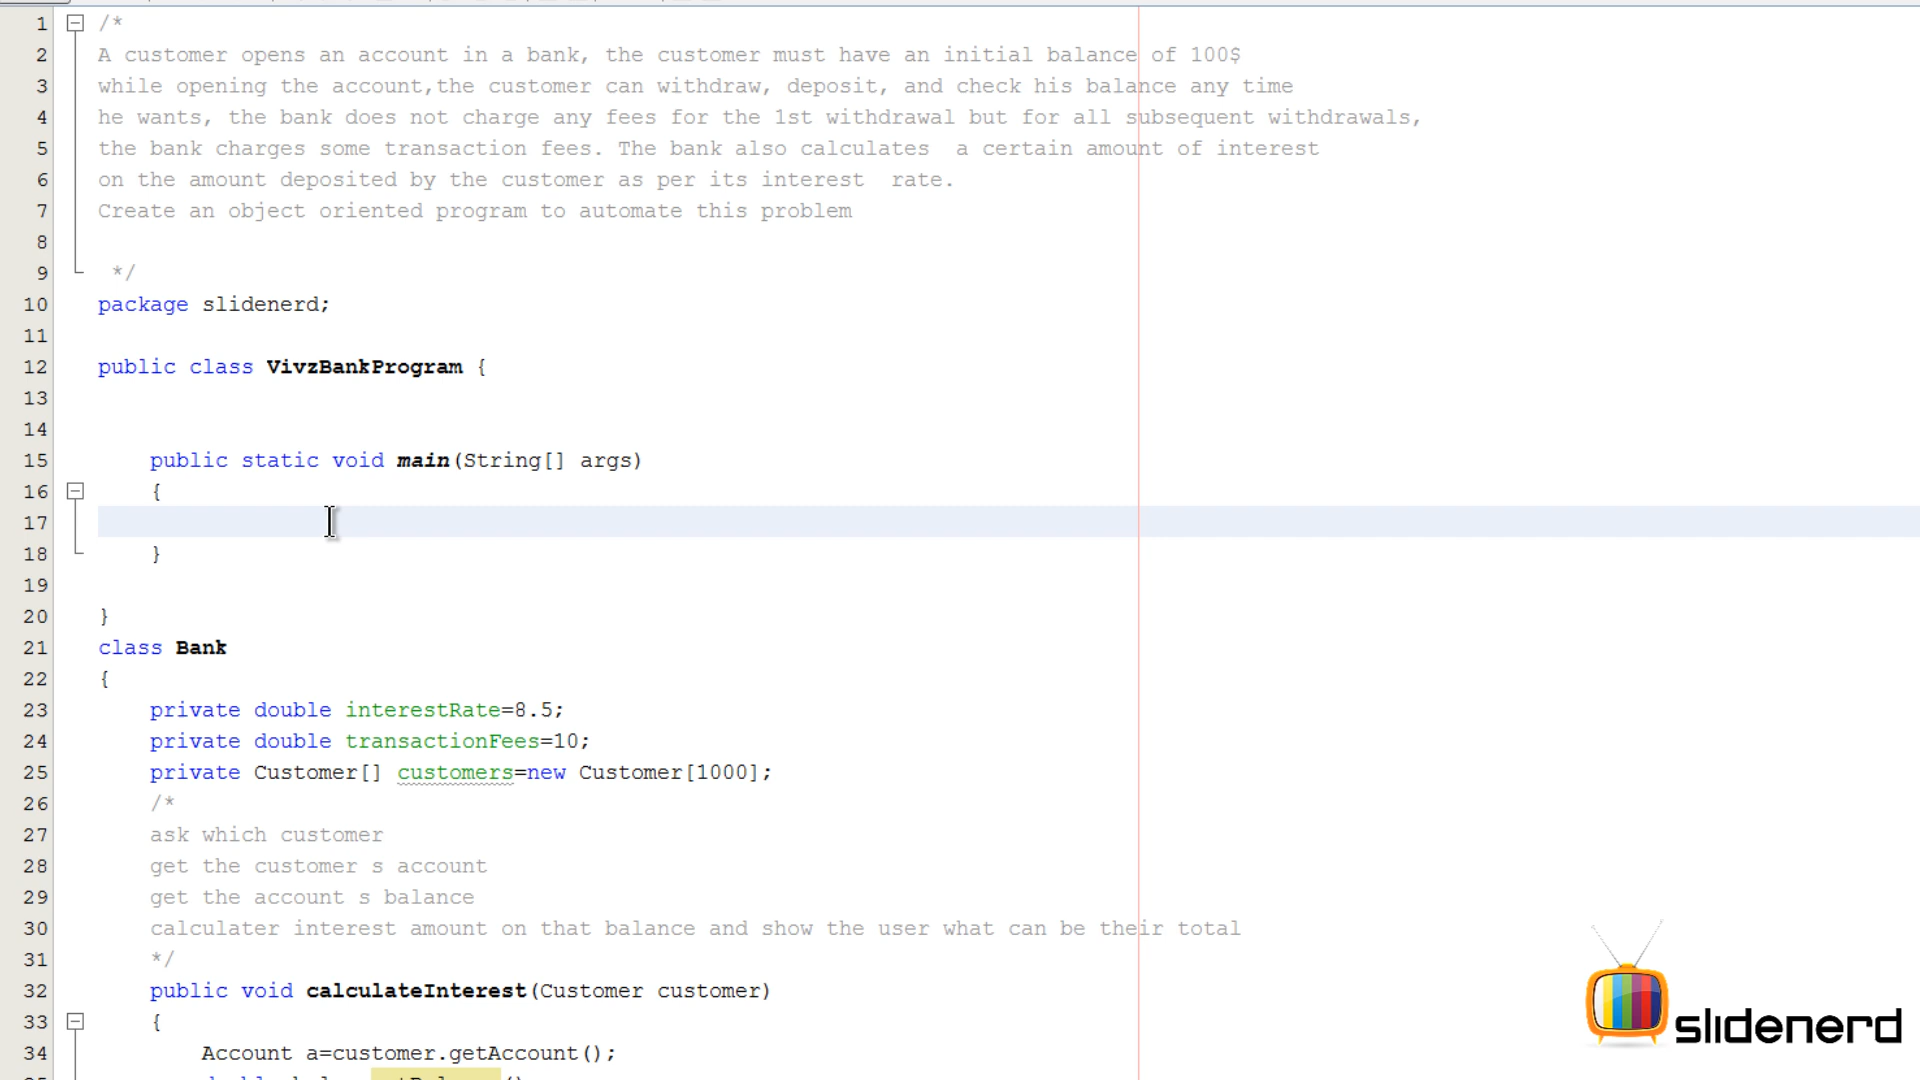 1 /*
2 A customer opens an account in a bank, the customer must have an initial balance of 100$
3 while opening the account,the customer can withdraw, deposit, and check his balance any time
4 he wants, the bank does not charge any fees for the 1st withdrawal but for all subsequent withdrawals,
5 the bank charges some transaction fees. The bank also calculates  a certain amount of interest
6 on the amount deposited by the customer as per its interest  rate.
7 Create an object oriented program to automate this problem
8
9 */
10 package slidenerd;
11
12 public class VivzBankProgram {
13
14
15 public static void main(String[] args)
16 {
17
18 }
19
20 }
21 class Bank
22 {
23 private double interestRate=8.5;
24 private double transactionFees=10;
25 private Customer[] customers=new Customer[1000];
26 /*
27 ask which customer
28 get the customer s account
29 get the account s balance
30 calculater interest amount on that balance and show the user what can be their total
31 */
32 public void calculateInterest(Customer customer)
33 {
34 Account a=customer.getAccount();
slidenerd